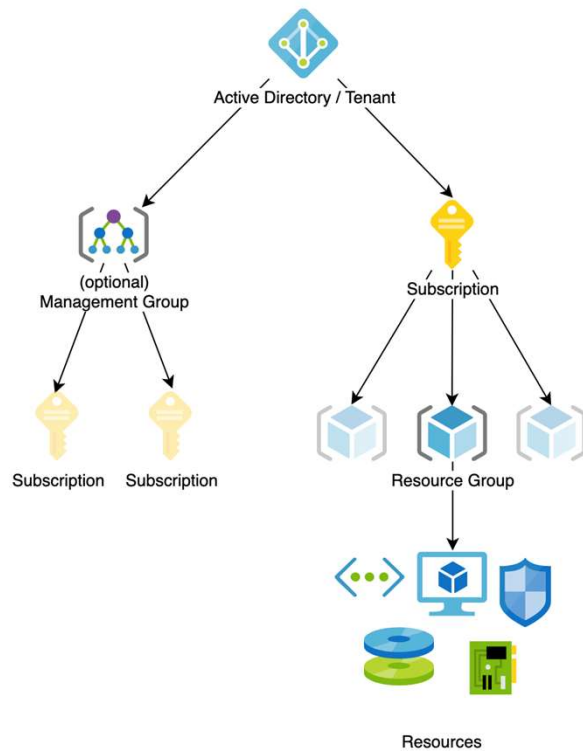 Active Directory / Tenant
(optional)
Management Group
Subscription
Subscription
Subscription
Resource Group
Resources